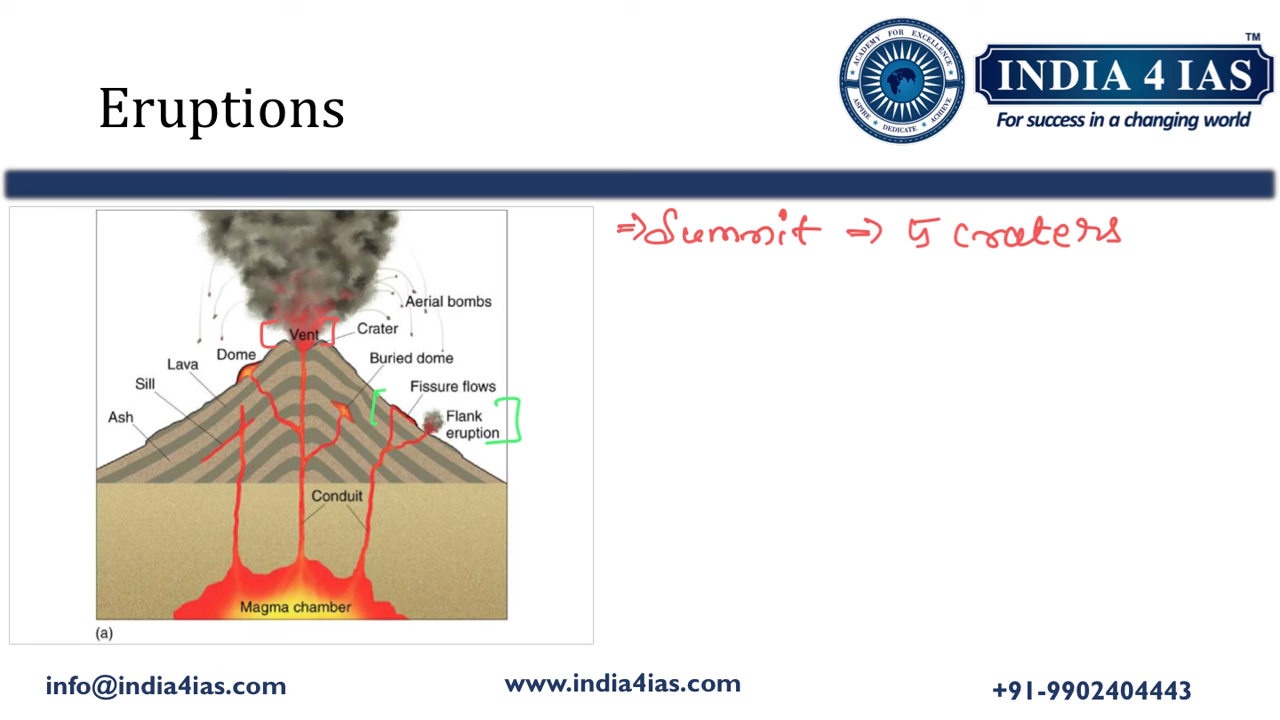 Eruptions
ACADEMY FOR EXCELLENCE
ASPIRE DEDICATE ACHIEVE
TM
INDIA 4 IAS
For success in a changing world
⇒ Summit ⇒ 5 craters
Aerial bombs
Vent
Crater
Dome
Buried dome
Lava
Sill
Fissure flows
Ash
Flank
eruption
Conduit
Magma chamber
(a)
info@india4ias.com
www.india4ias.com
+91-9902404443